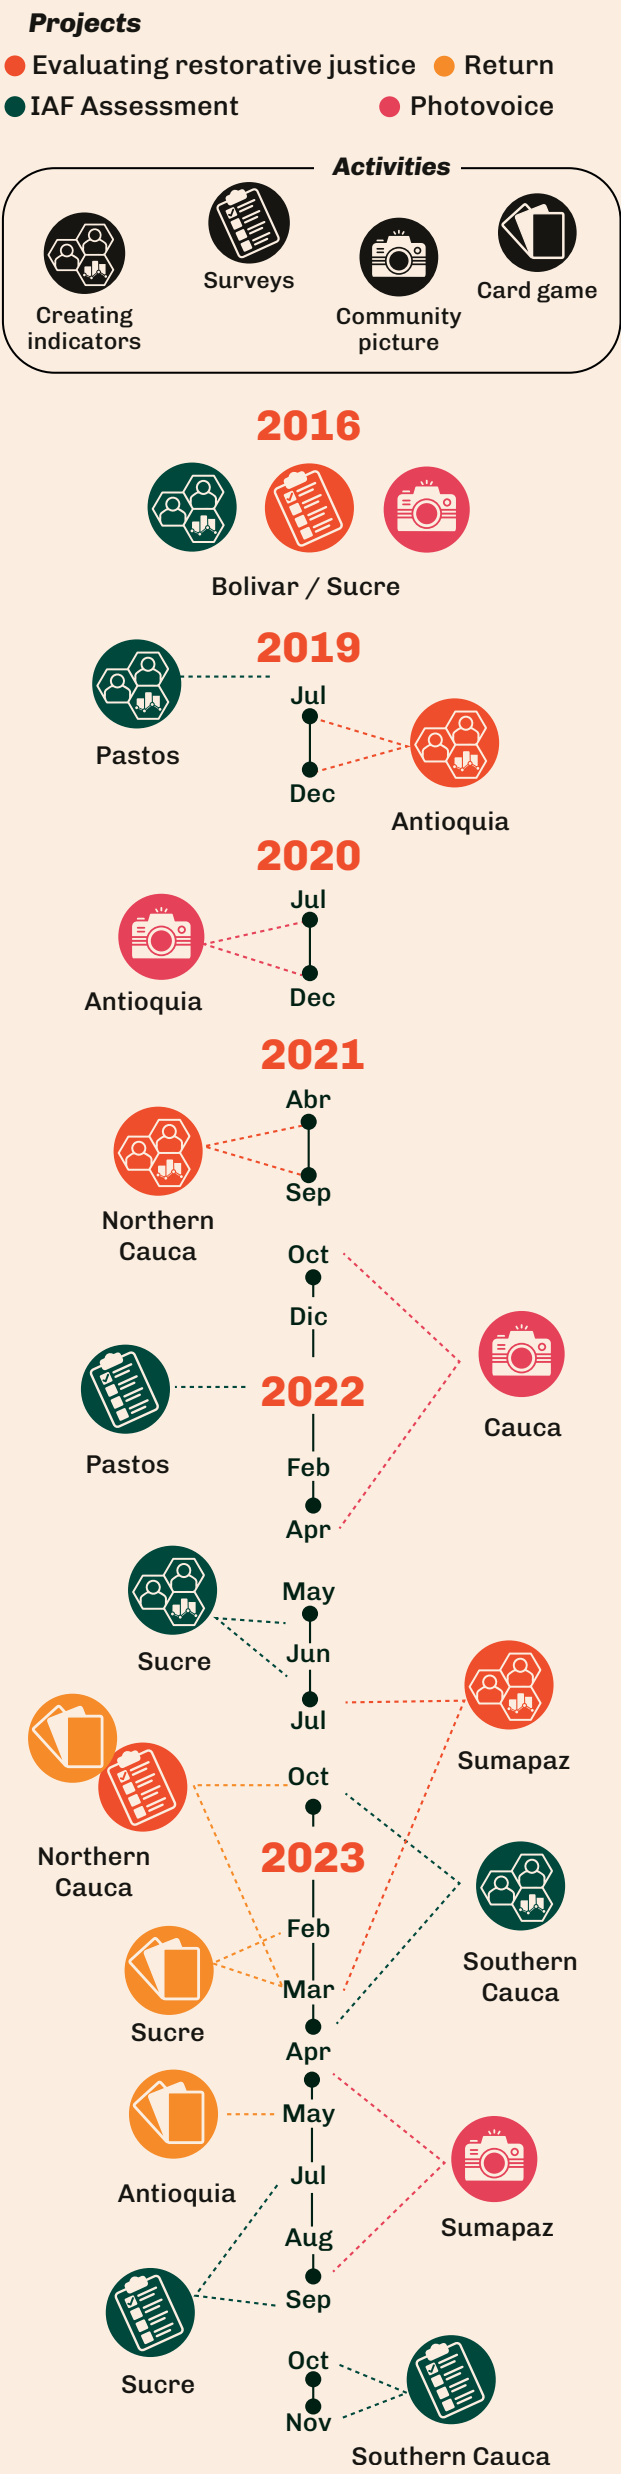 Projects
Evaluating restorative justice
Return
IAF Assessment
Photovoice
Activities
Creating
indicators
Surveys
Community
picture
Card game
2016
Bolivar / Sucre
2019
Pastos
Jul
Dec
Antioquia
2020
Jul
Antioquia
Dec
2021
Abr
Sep
Northern
Cauca
Oct
Dic
2022
Cauca
Pastos
Feb
Apr
May
Sucre
Jun
Jul
Sumapaz
Oct
Northern
Cauca
2023
Feb
Southern
Cauca
Mar
Sucre
Apr
May
Antioquia
Jul
Sumapaz
Aug
Sep
Sucre
Oct
Nov
Southern Cauca